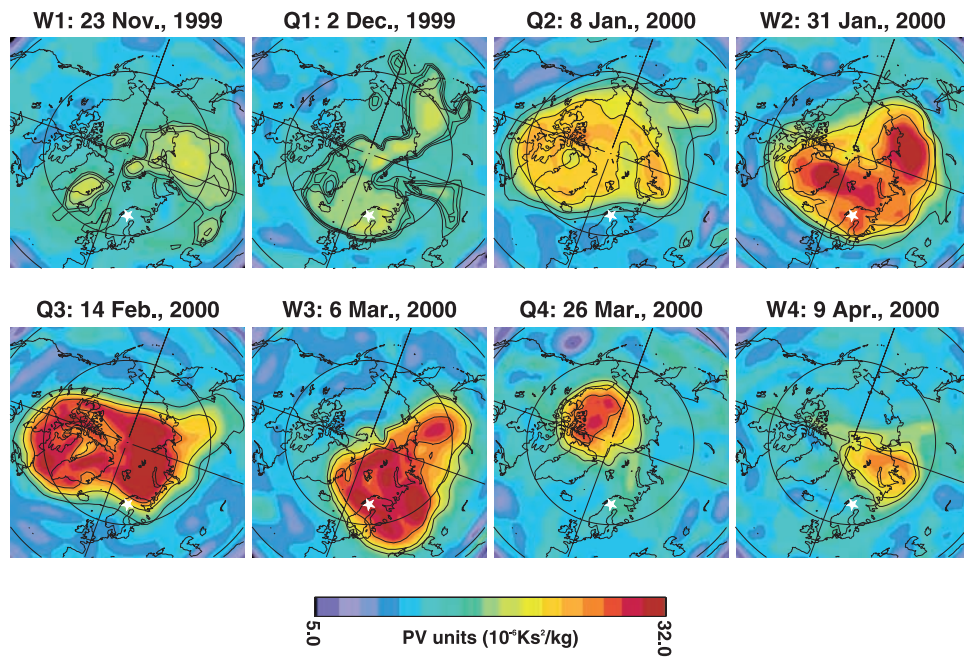 W1: 23 Nov., 1999
Q1: 2 Dec., 1999
Q2: 8 Jan., 2000
W2: 31 Jan., 2000
Q3: 14 Feb., 2000
W3: 6 Mar., 2000
Q4: 26 Mar., 2000
W4: 9 Apr., 2000
5.0
PV units (10⁻⁶Ks²/kg)
32.0